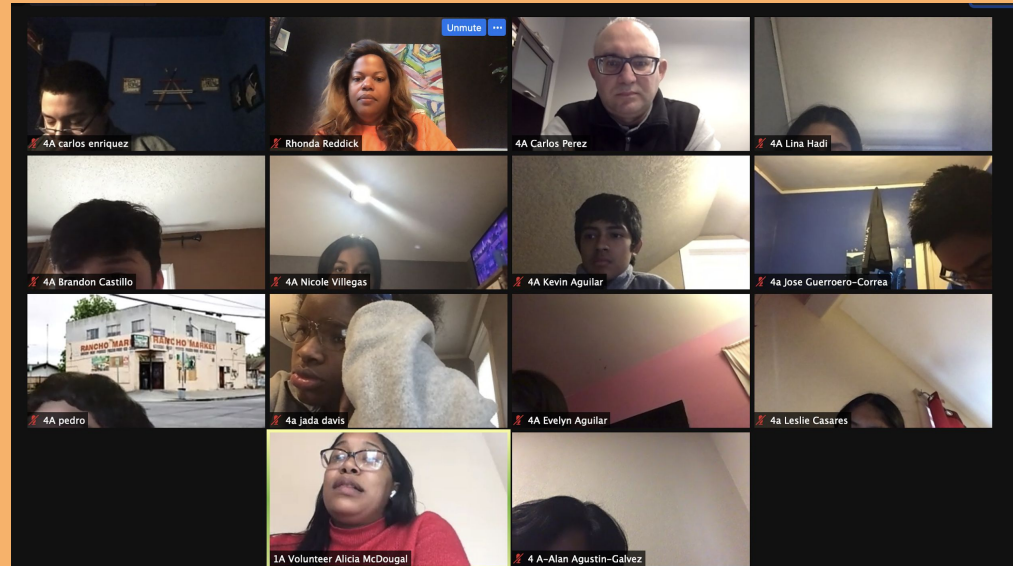 Unmute
4A carlos enriquez
Rhonda Reddick
4A Carlos Perez
4A Lina Hadi
4A Brandon Castillo
4A Nicole Villegas
4A Kevin Aguilar
4a Jose Guerroero-Correa
RANCHO MAR
RANCHO MARKET
4A pedro
4a jada davis
4A Evelyn Aguilar
4a Leslie Casares
1A Volunteer Alicia McDougal
4 A-Alan Agustin-Galvez